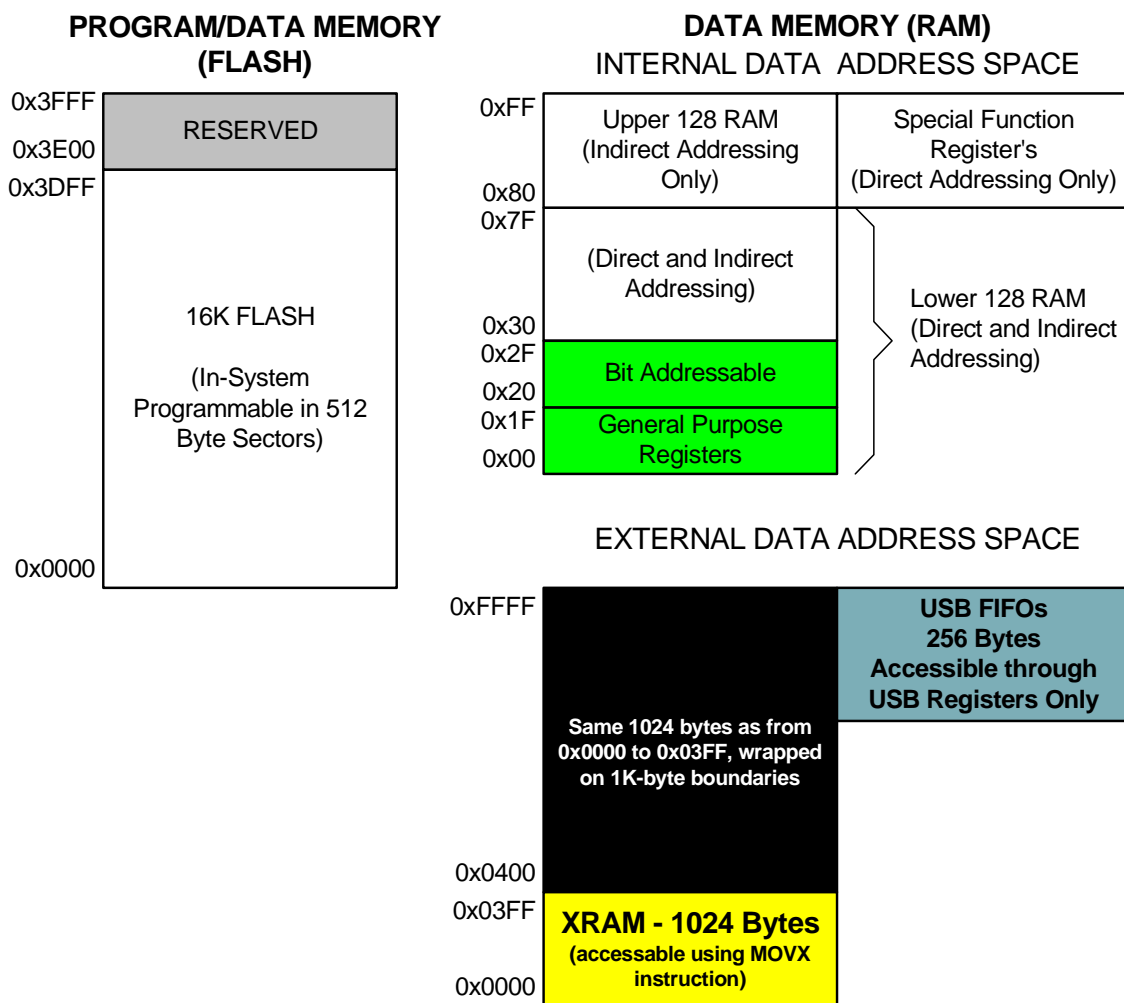 PROGRAM/DATA MEMORY
(FLASH)
0x3FFF
RESERVED
0x3E00
0x3DFF
16K FLASH
(In-System
Programmable in 512
Byte Sectors)
0x0000
DATA MEMORY (RAM)
INTERNAL DATA ADDRESS SPACE
0xFF
Upper 128 RAM
(Indirect Addressing
Only)
0x80
Special Function
Register's
(Direct Addressing Only)
0x7F
(Direct and Indirect
Addressing)
0x30
Lower 128 RAM
(Direct and Indirect
Addressing)
0x2F
Bit Addressable
0x20
0x1F
General Purpose
Registers
0x00
EXTERNAL DATA ADDRESS SPACE
0xFFFF
USB FIFOs
256 Bytes
Accessible through
USB Registers Only
Same 1024 bytes as from
0x0000 to 0x03FF, wrapped
on 1K-byte boundaries
0x0400
0x03FF
XRAM - 1024 Bytes
(accessable using MOVX
instruction)
0x0000